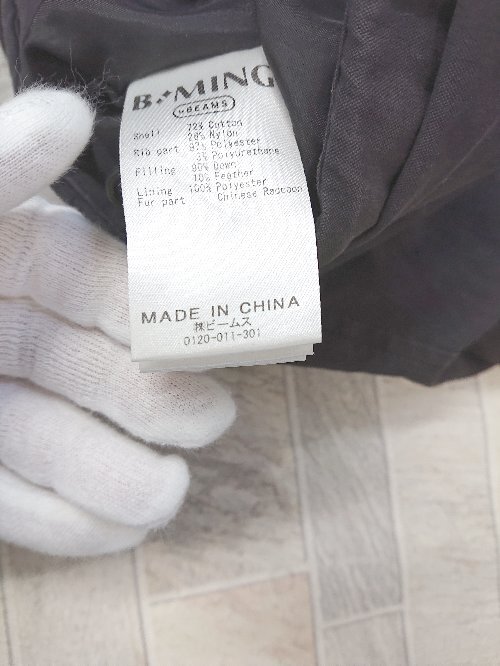 B:MING
by BEAMS
Shell 72% Cotton
28% Nylon
Rib part 97% Polyester
3% Polyurethane
Filling 90% Down
10% Feather
Lining 100% Polyester
Fur part Chinese Raccoon
MADE IN CHINA
㈱ビームス
0120-011-301